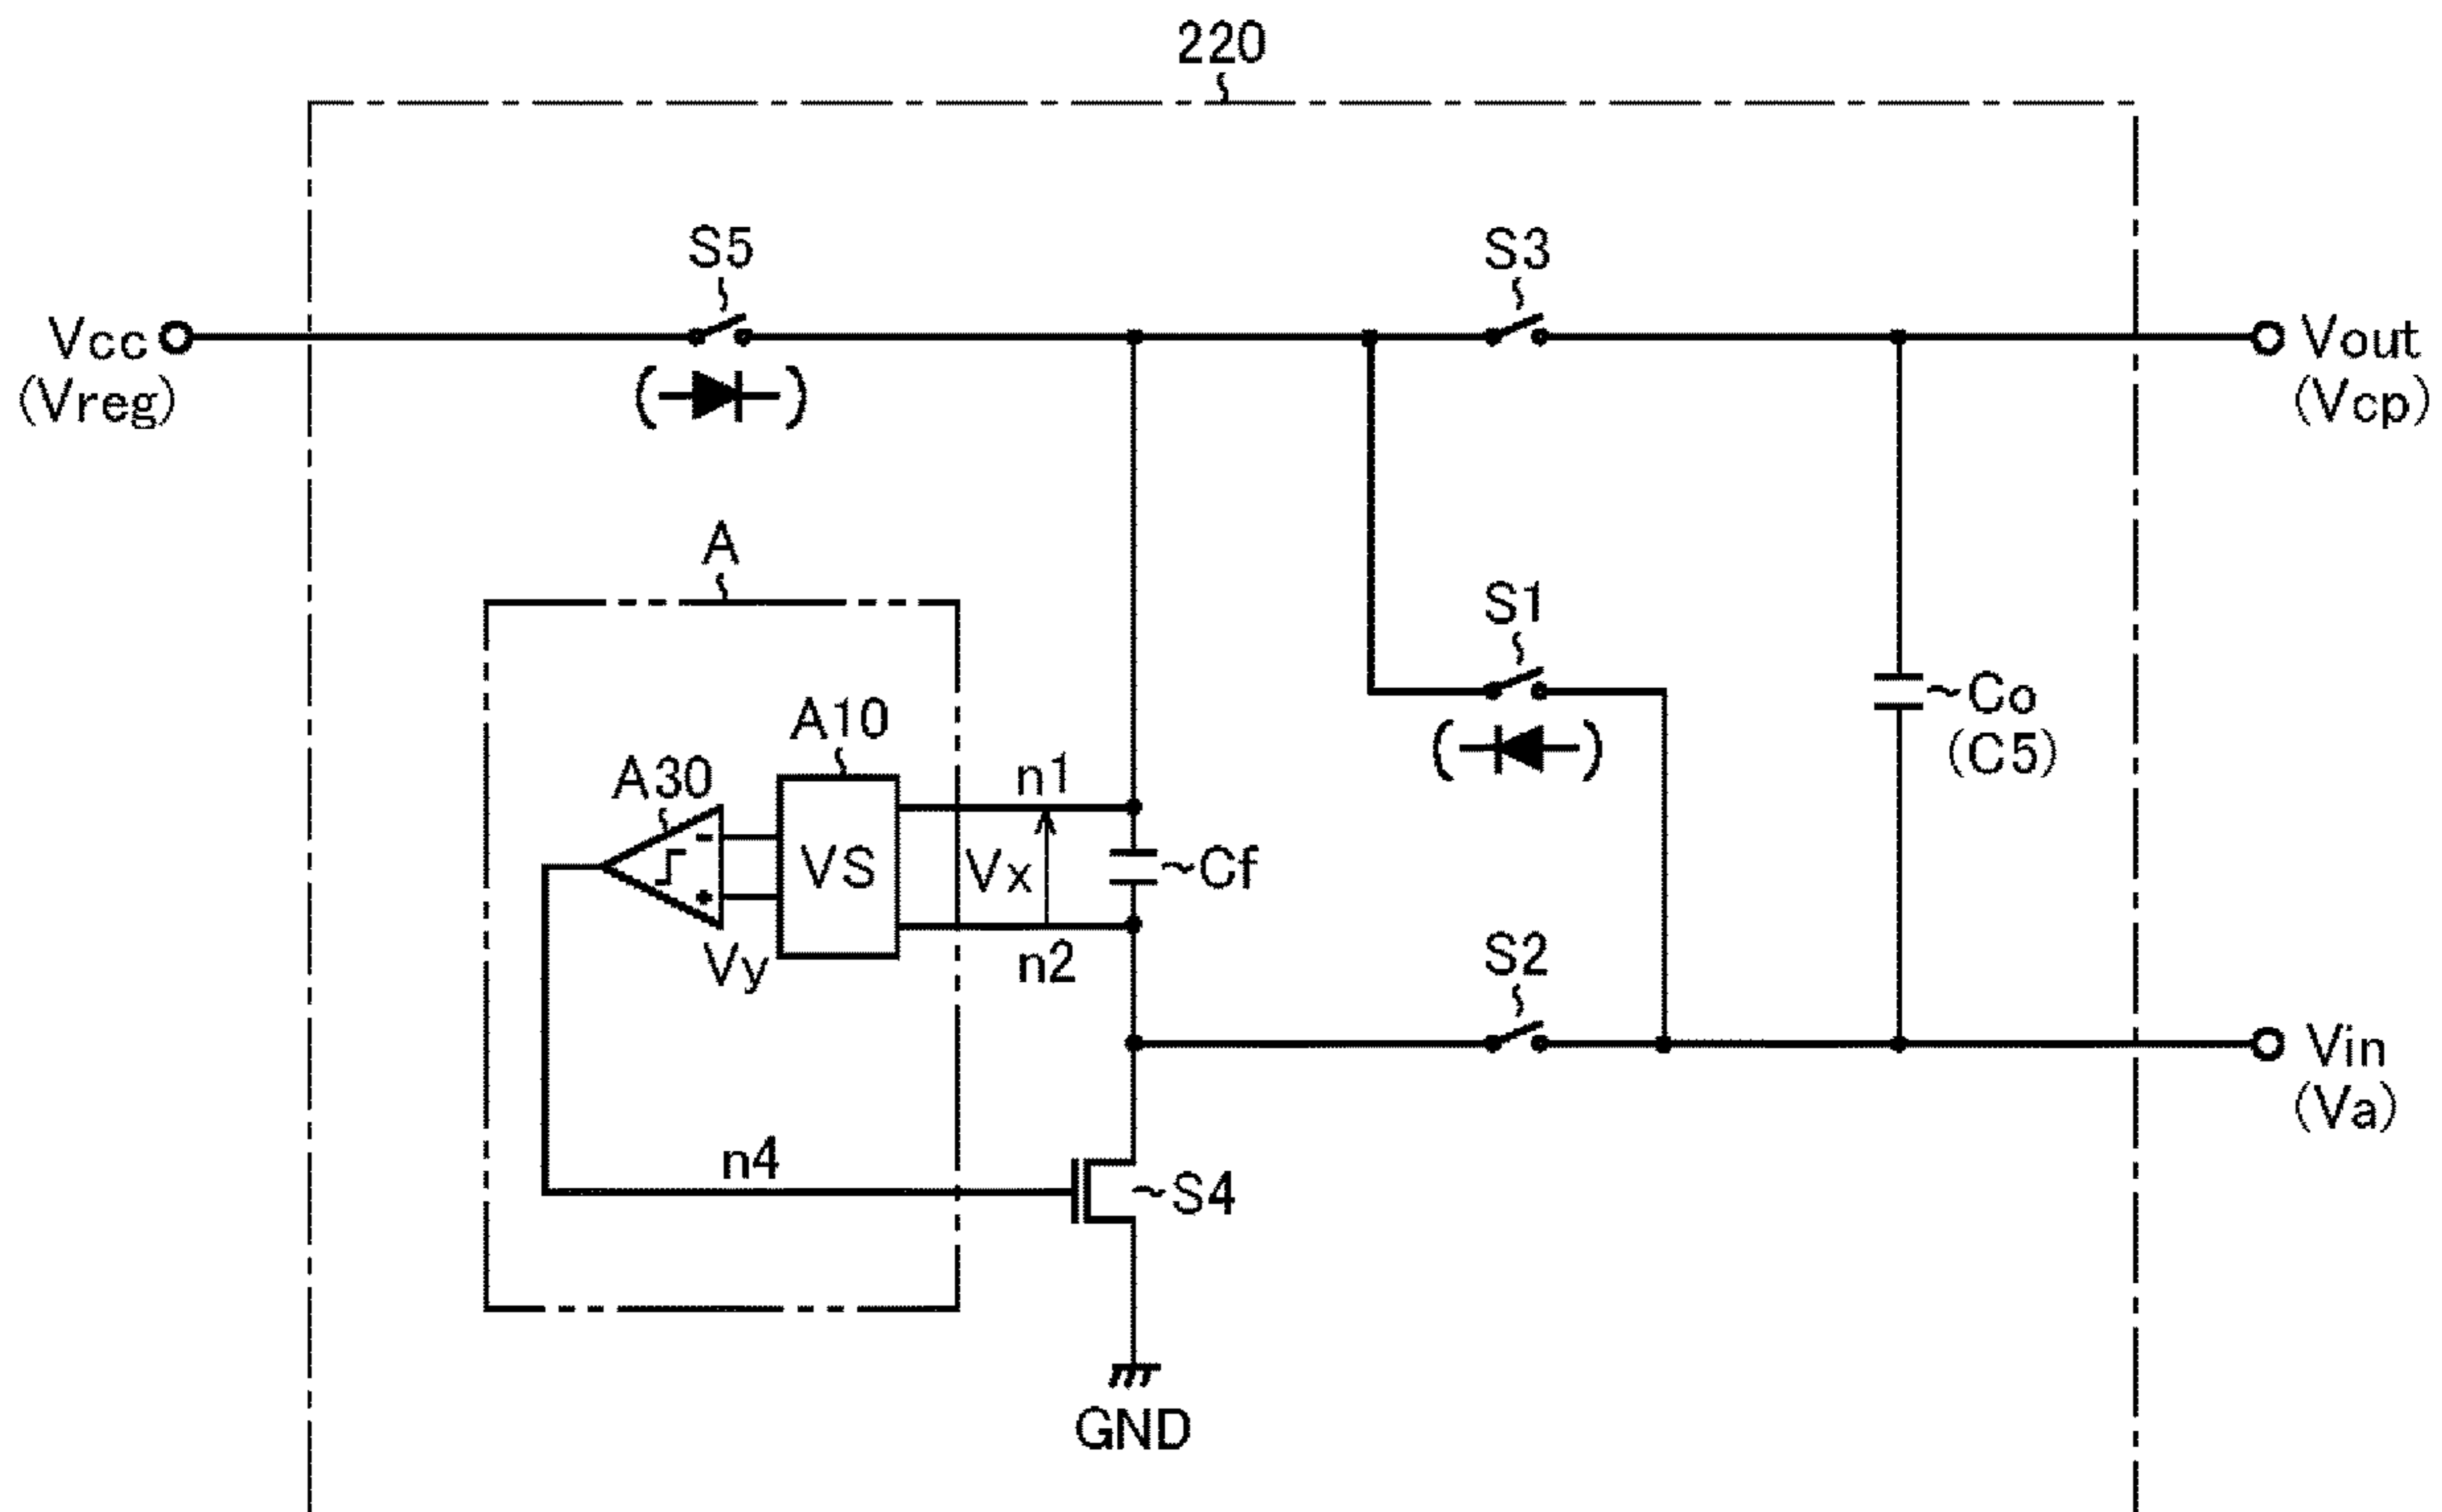 220
S5
S3
Vcc
(Vreg)
Vout
(Vcp)
A
S1
A10
A30
n1
~Co
(C5)
VS
Vx
~Cf
-
+
Vy
n2
S2
Vin
(Va)
n4
~S4
GND